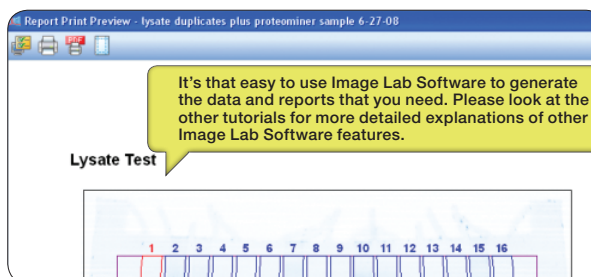 Report Print Preview - lysate duplicates plus proteominer sample 6-27-08
PDF
It's that easy to use Image Lab Software to generate
the data and reports that you need. Please look at the
other tutorials for more detailed explanations of other
Image Lab Software features.
Lysate Test
1 2 3 4 5 6 7 8 9 10 11 12 13 14 15 16